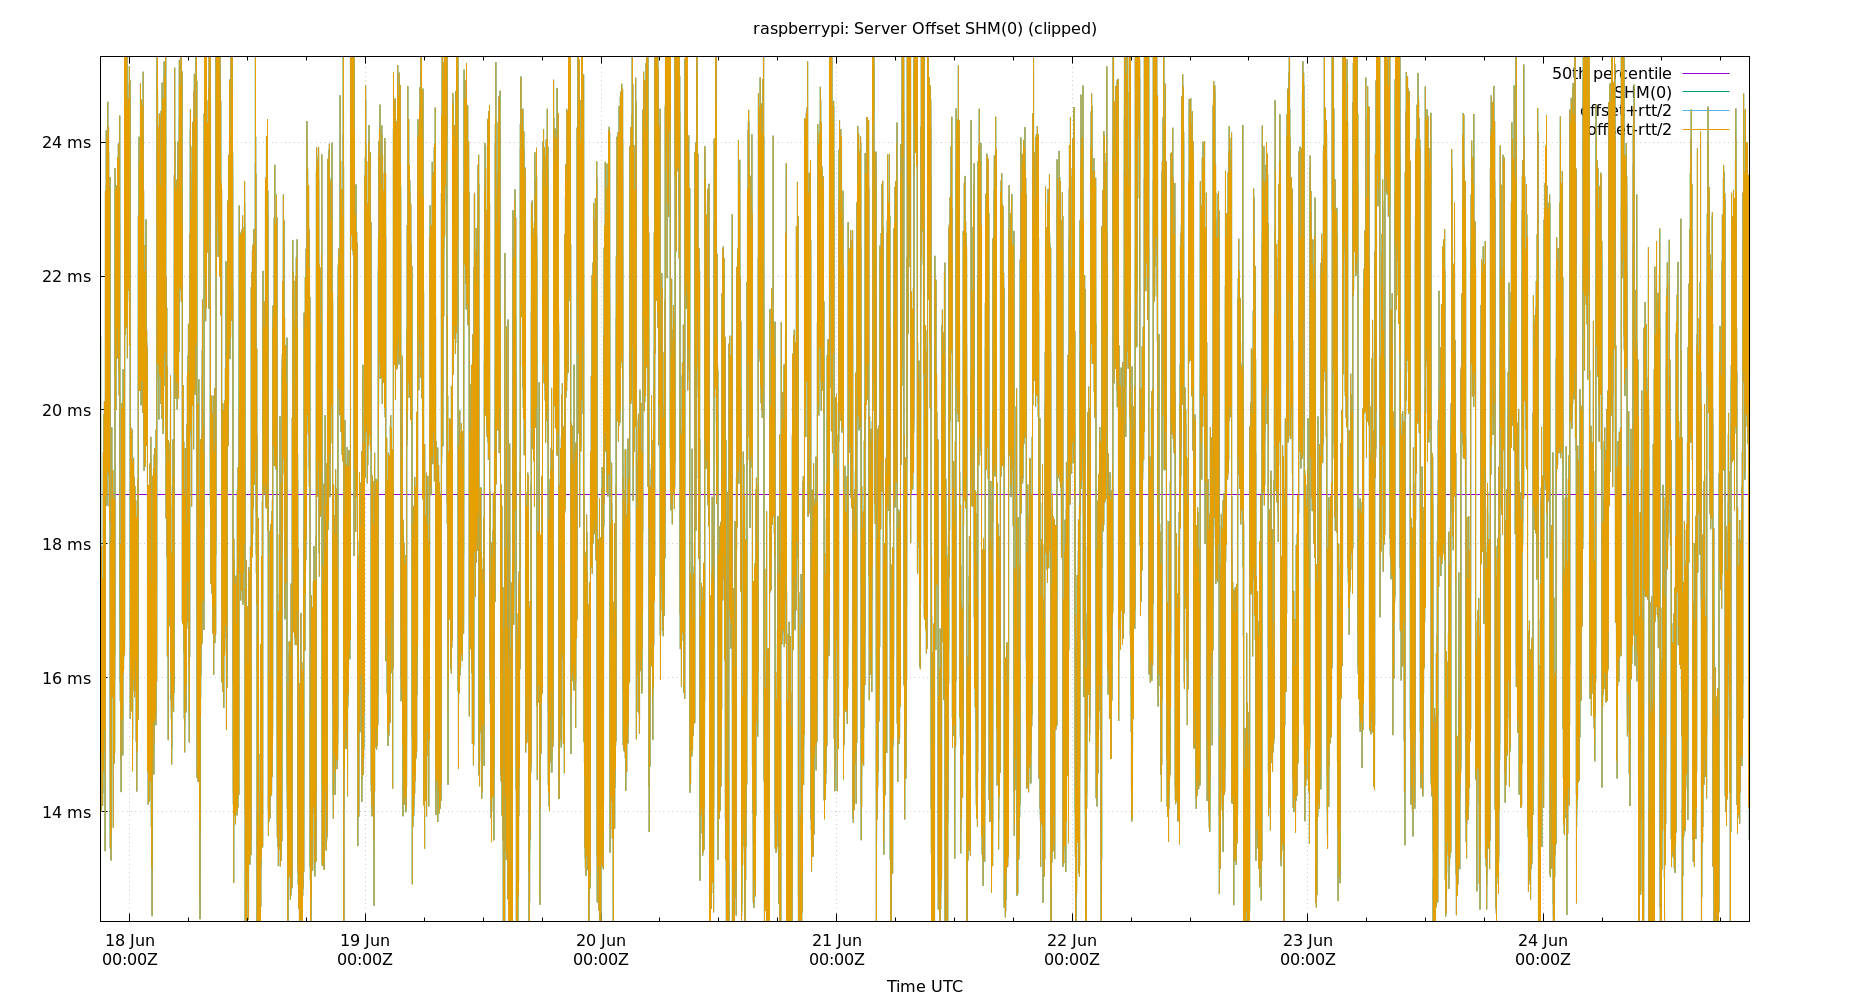 raspberrypi: Server Offset SHM(0) (clipped)
50th percentile
SHM(0)
offset+rtt/2
offset-rtt/2
24 ms
22 ms
20 ms
18 ms
16 ms
14 ms
18 Jun 19 Jun 20 Jun 21 Jun 22 Jun 23 Jun 24 Jun
00:00Z 00:00Z 00:00Z 00:00Z 00:00Z 00:00Z 00:00Z
Time UTC